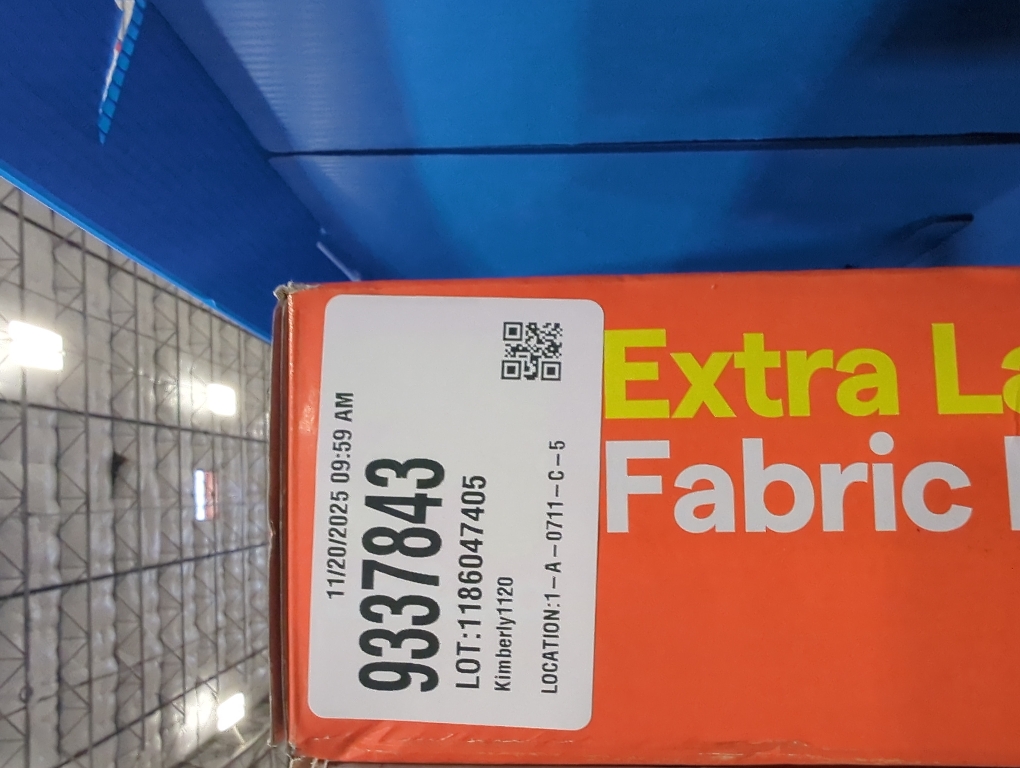 11/20/2025 09:59 AM
9337843
LOT:1186047405
Kimberly1120
LOCATION:1-A-0711-C-5
Extra La
Fabric